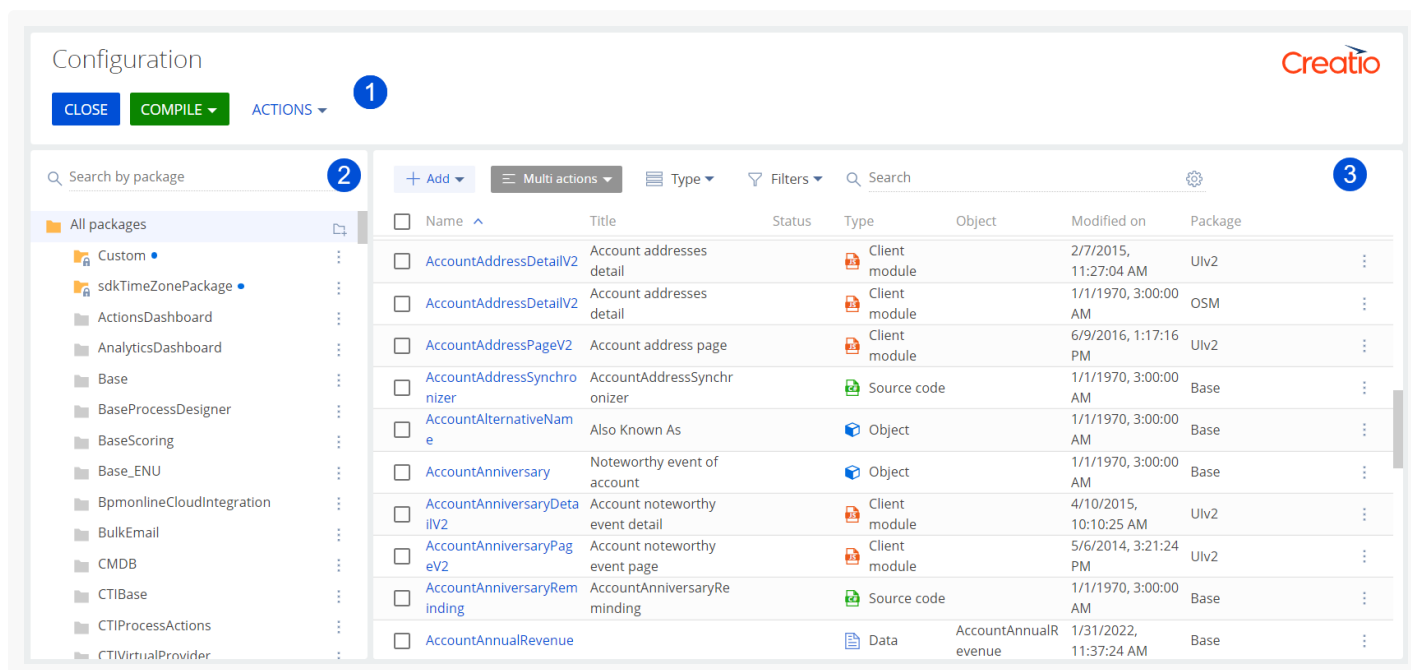 Configuration
Creatio
CLOSE COMPILE ACTIONS 1
Search by package 2
All packages
Custom
sdkTimeZonePackage
ActionsDashboard
AnalyticsDashboard
Base
BaseProcessDesigner
BaseScoring
Base_ENU
BpmonlineCloudIntegration
BulkEmail
CMDB
CTIBase
CTIProcessActions
CTIVirtualProvider
Add Multi actions Type Filters Search 3
Name Title Status Type Object Modified on Package
Account addresses Client 2/7/2015,
AccountAddressDetailV2 UIv2
detail module 11:27:04 AM
Account addresses Client 1/1/1970, 3:00:00
AccountAddressDetailV2 OSM
detail module AM
Client 6/9/2016, 1:17:16
AccountAddressPageV2 Account address page UIv2
module PM
AccountAddressSynchro AccountAddressSynchr 1/1/1970, 3:00:00
Source code Base
nizer onizer AM
AccountAlternativeNam 1/1/1970, 3:00:00
Also Known As Object Base
e AM
Noteworthy event of 1/1/1970, 3:00:00
AccountAnniversary Object Base
account AM
AccountAnniversaryDeta Account noteworthy Client 4/10/2015,
UIv2
ilV2 event detail module 10:10:25 AM
AccountAnniversaryPag Account noteworthy Client 5/6/2014, 3:21:24
UIv2
eV2 event page module PM
AccountAnniversaryRem AccountAnniversaryRe 1/1/1970, 3:00:00
Source code Base
inding minding AM
AccountAnnualR 1/31/2022,
AccountAnnualRevenue Data Base
evenue 11:37:24 AM